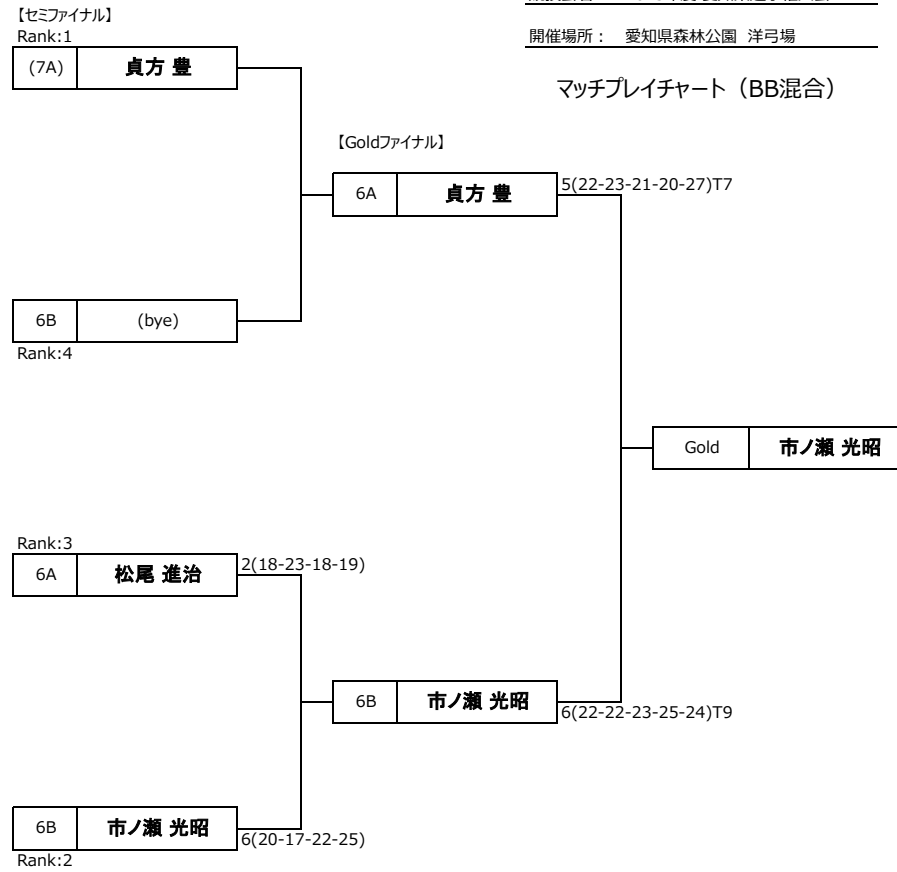 【セミファイナル】
Rank:1
(7A) 貞方 豊
開催場所： 愛知県森林公園 洋弓場
マッチプレイチャート（BB混合）
【Goldファイナル】
6A 貞方 豊 5(22-23-21-20-27)T7
6B (bye)
Rank:4
Gold 市ノ瀬 光昭
Rank:3
6A 松尾 進治 2(18-23-18-19)
6B 市ノ瀬 光昭 6(22-22-23-25-24)T9
6B 市ノ瀬 光昭 6(20-17-22-25)
Rank:2